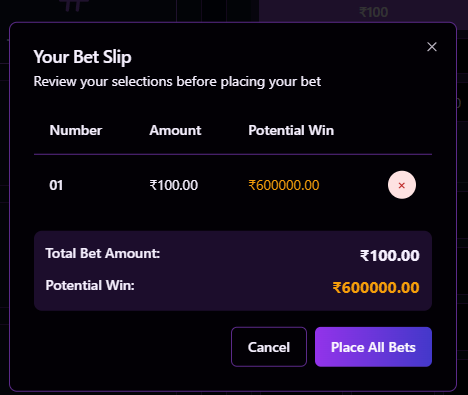 #
₹100
Your Bet Slip
×
Review your selections before placing your bet
Number Amount Potential Win
01 ₹100.00 ₹600000.00 ×
Total Bet Amount: ₹100.00
Potential Win: ₹600000.00
Cancel Place All Bets